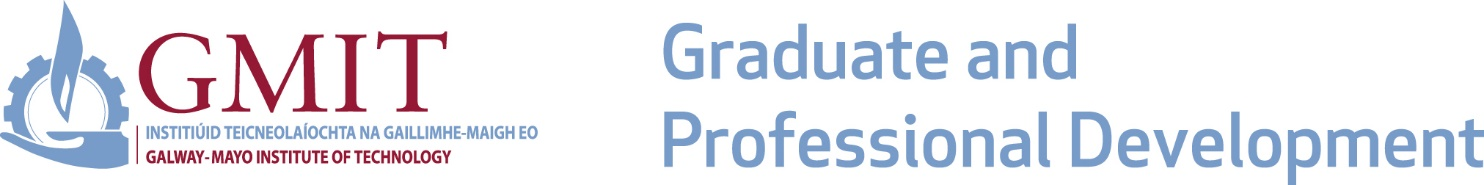 GMIT
INSTITIÚID TEICNEOLAÍOCHTA NA GAILLIMHE-MAIGH EO
GALWAY-MAYO INSTITUTE OF TECHNOLOGY
Graduate and
Professional Development